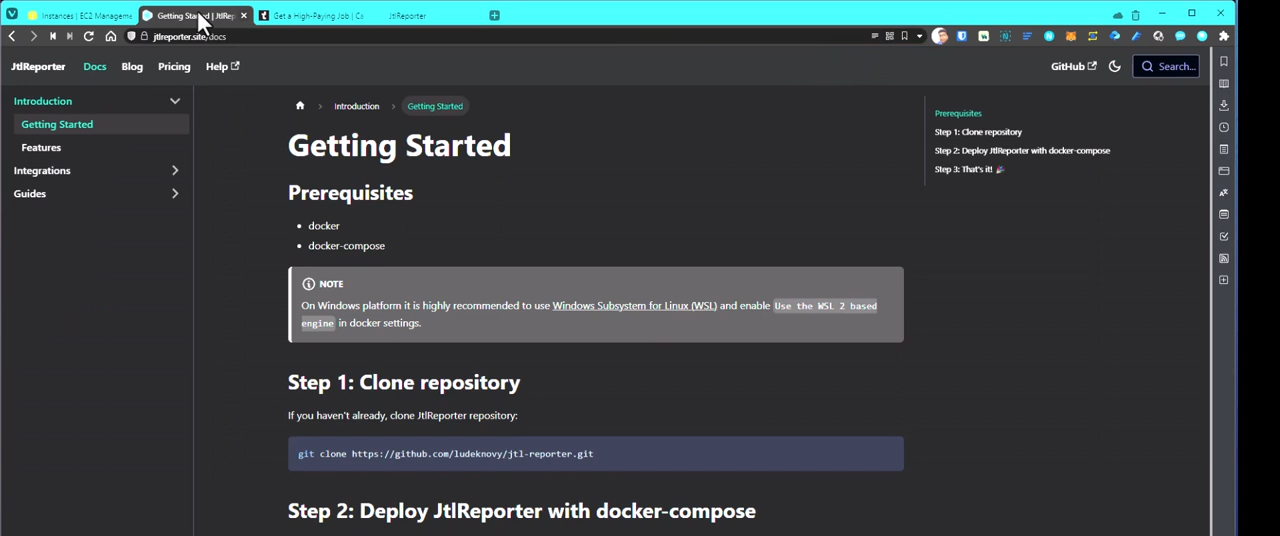 Instances | EC2 Manageme
Getting Started | JtlRep
Get a High-Paying Job | Ca
JtlReporter
jtlreporter.site/docs
JtlReporter
Docs
Blog
Pricing
Help
GitHub
Search...
Introduction
Getting Started
Features
Integrations
Guides
Introduction
Getting Started
Getting Started
Prerequisites
docker
docker-compose
NOTE
On Windows platform it is highly recommended to use Windows Subsystem for Linux (WSL) and enable Use the WSL 2 based
engine in docker settings.
Step 1: Clone repository
If you haven't already, clone JtlReporter repository:
git clone https://github.com/ludeknovy/jtl-reporter.git
Step 2: Deploy JtlReporter with docker-compose
Prerequisites
Step 1: Clone repository
Step 2: Deploy JtlReporter with docker-compose
Step 3: That's it! 🎉